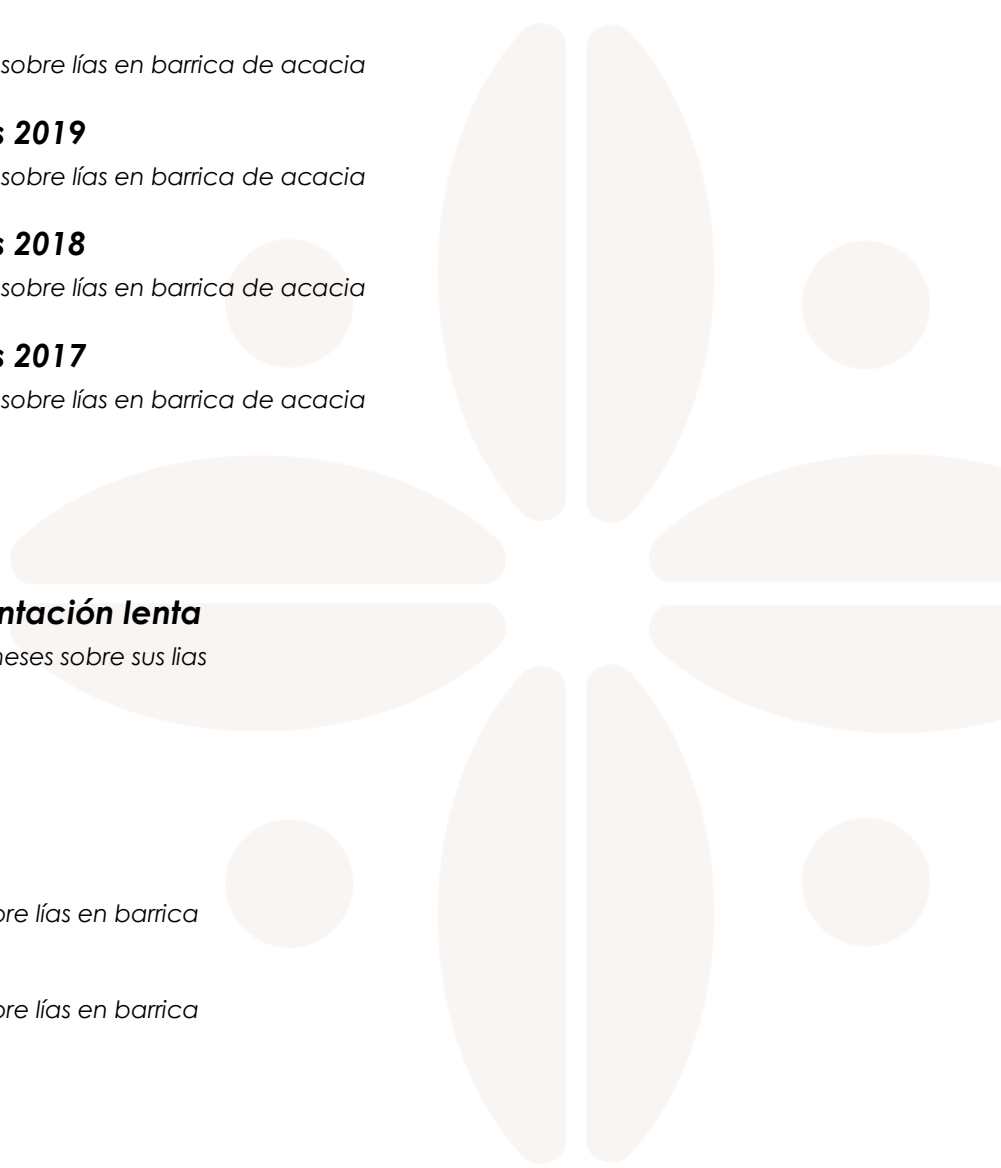 sobre lías en barrica de acacia
s 2019
sobre lías en barrica de acacia
s 2018
sobre lías en barrica de acacia
s 2017
sobre lías en barrica de acacia
ntación lenta
neses sobre sus lias
bre lías en barrica
bre lías en barrica